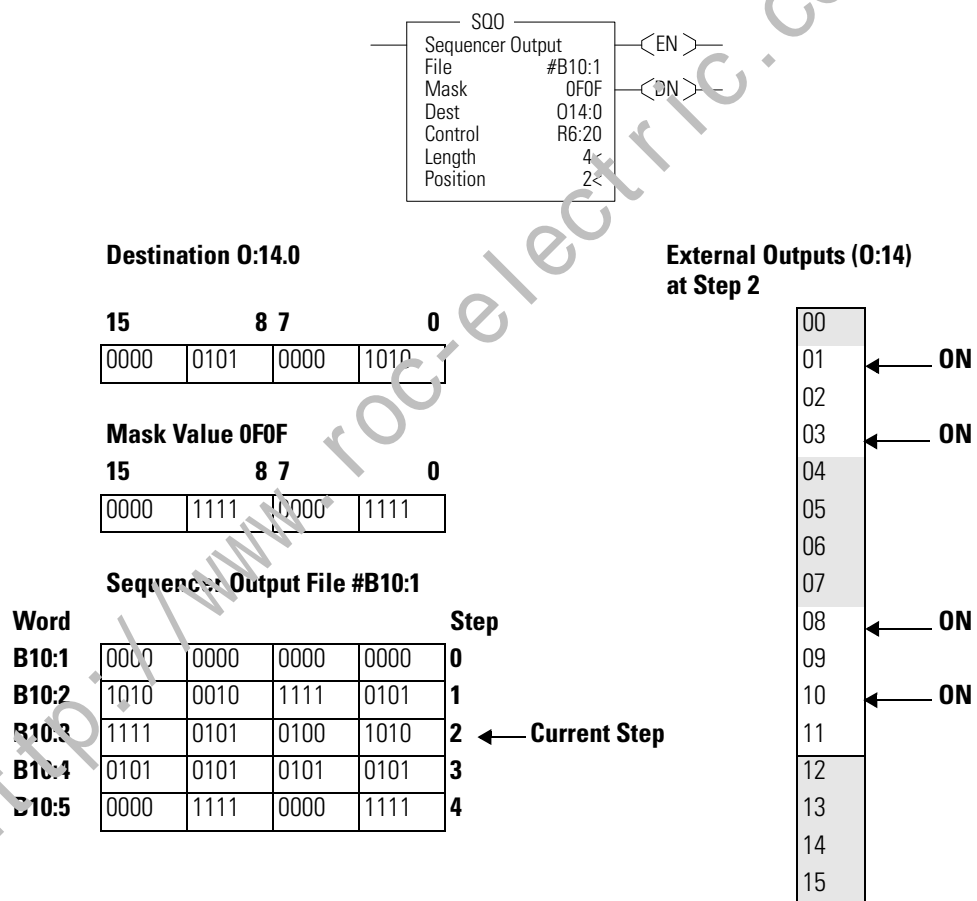 SQO
Sequencer Output
File #B10:1
Mask 0F0F
Dest O14:0
Control R6:20
Length 4<
Position 2<
EN
DN
Destination O:14.0
15 8 7 0
0000 0101 0000 1010
Mask Value 0F0F
15 8 7 0
0000 1111 0000 1111
Sequencer Output File #B10:1
Word Step
B10:1 0000 0000 0000 0000 0
B10:2 1010 0010 1111 0101 1
B10:3 1111 0101 0100 1010 2 Current Step
B10:4 0101 0101 0101 0101 3
B10:5 0000 1111 0000 1111 4
External Outputs (O:14)
at Step 2
00
01 ON
02
03 ON
04
05
06
07
08 ON
09
10 ON
11
12
13
14
15
http://www.roc-electric.co